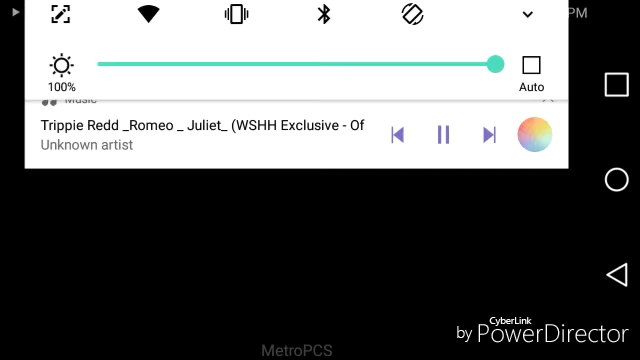 PM
100%
Auto
Music
Trippie Redd _Romeo _ Juliet_ (WSHH Exclusive - Of
Unknown artist
CyberLink
by PowerDirector
MetroPCS